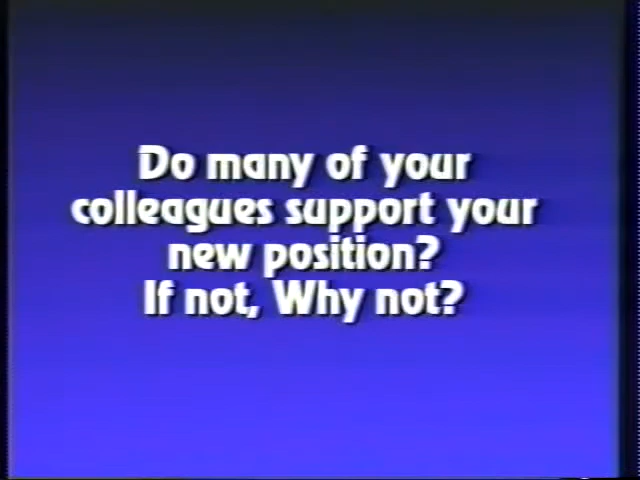 Do many of your
colleagues support your
new position?
If not, Why not?